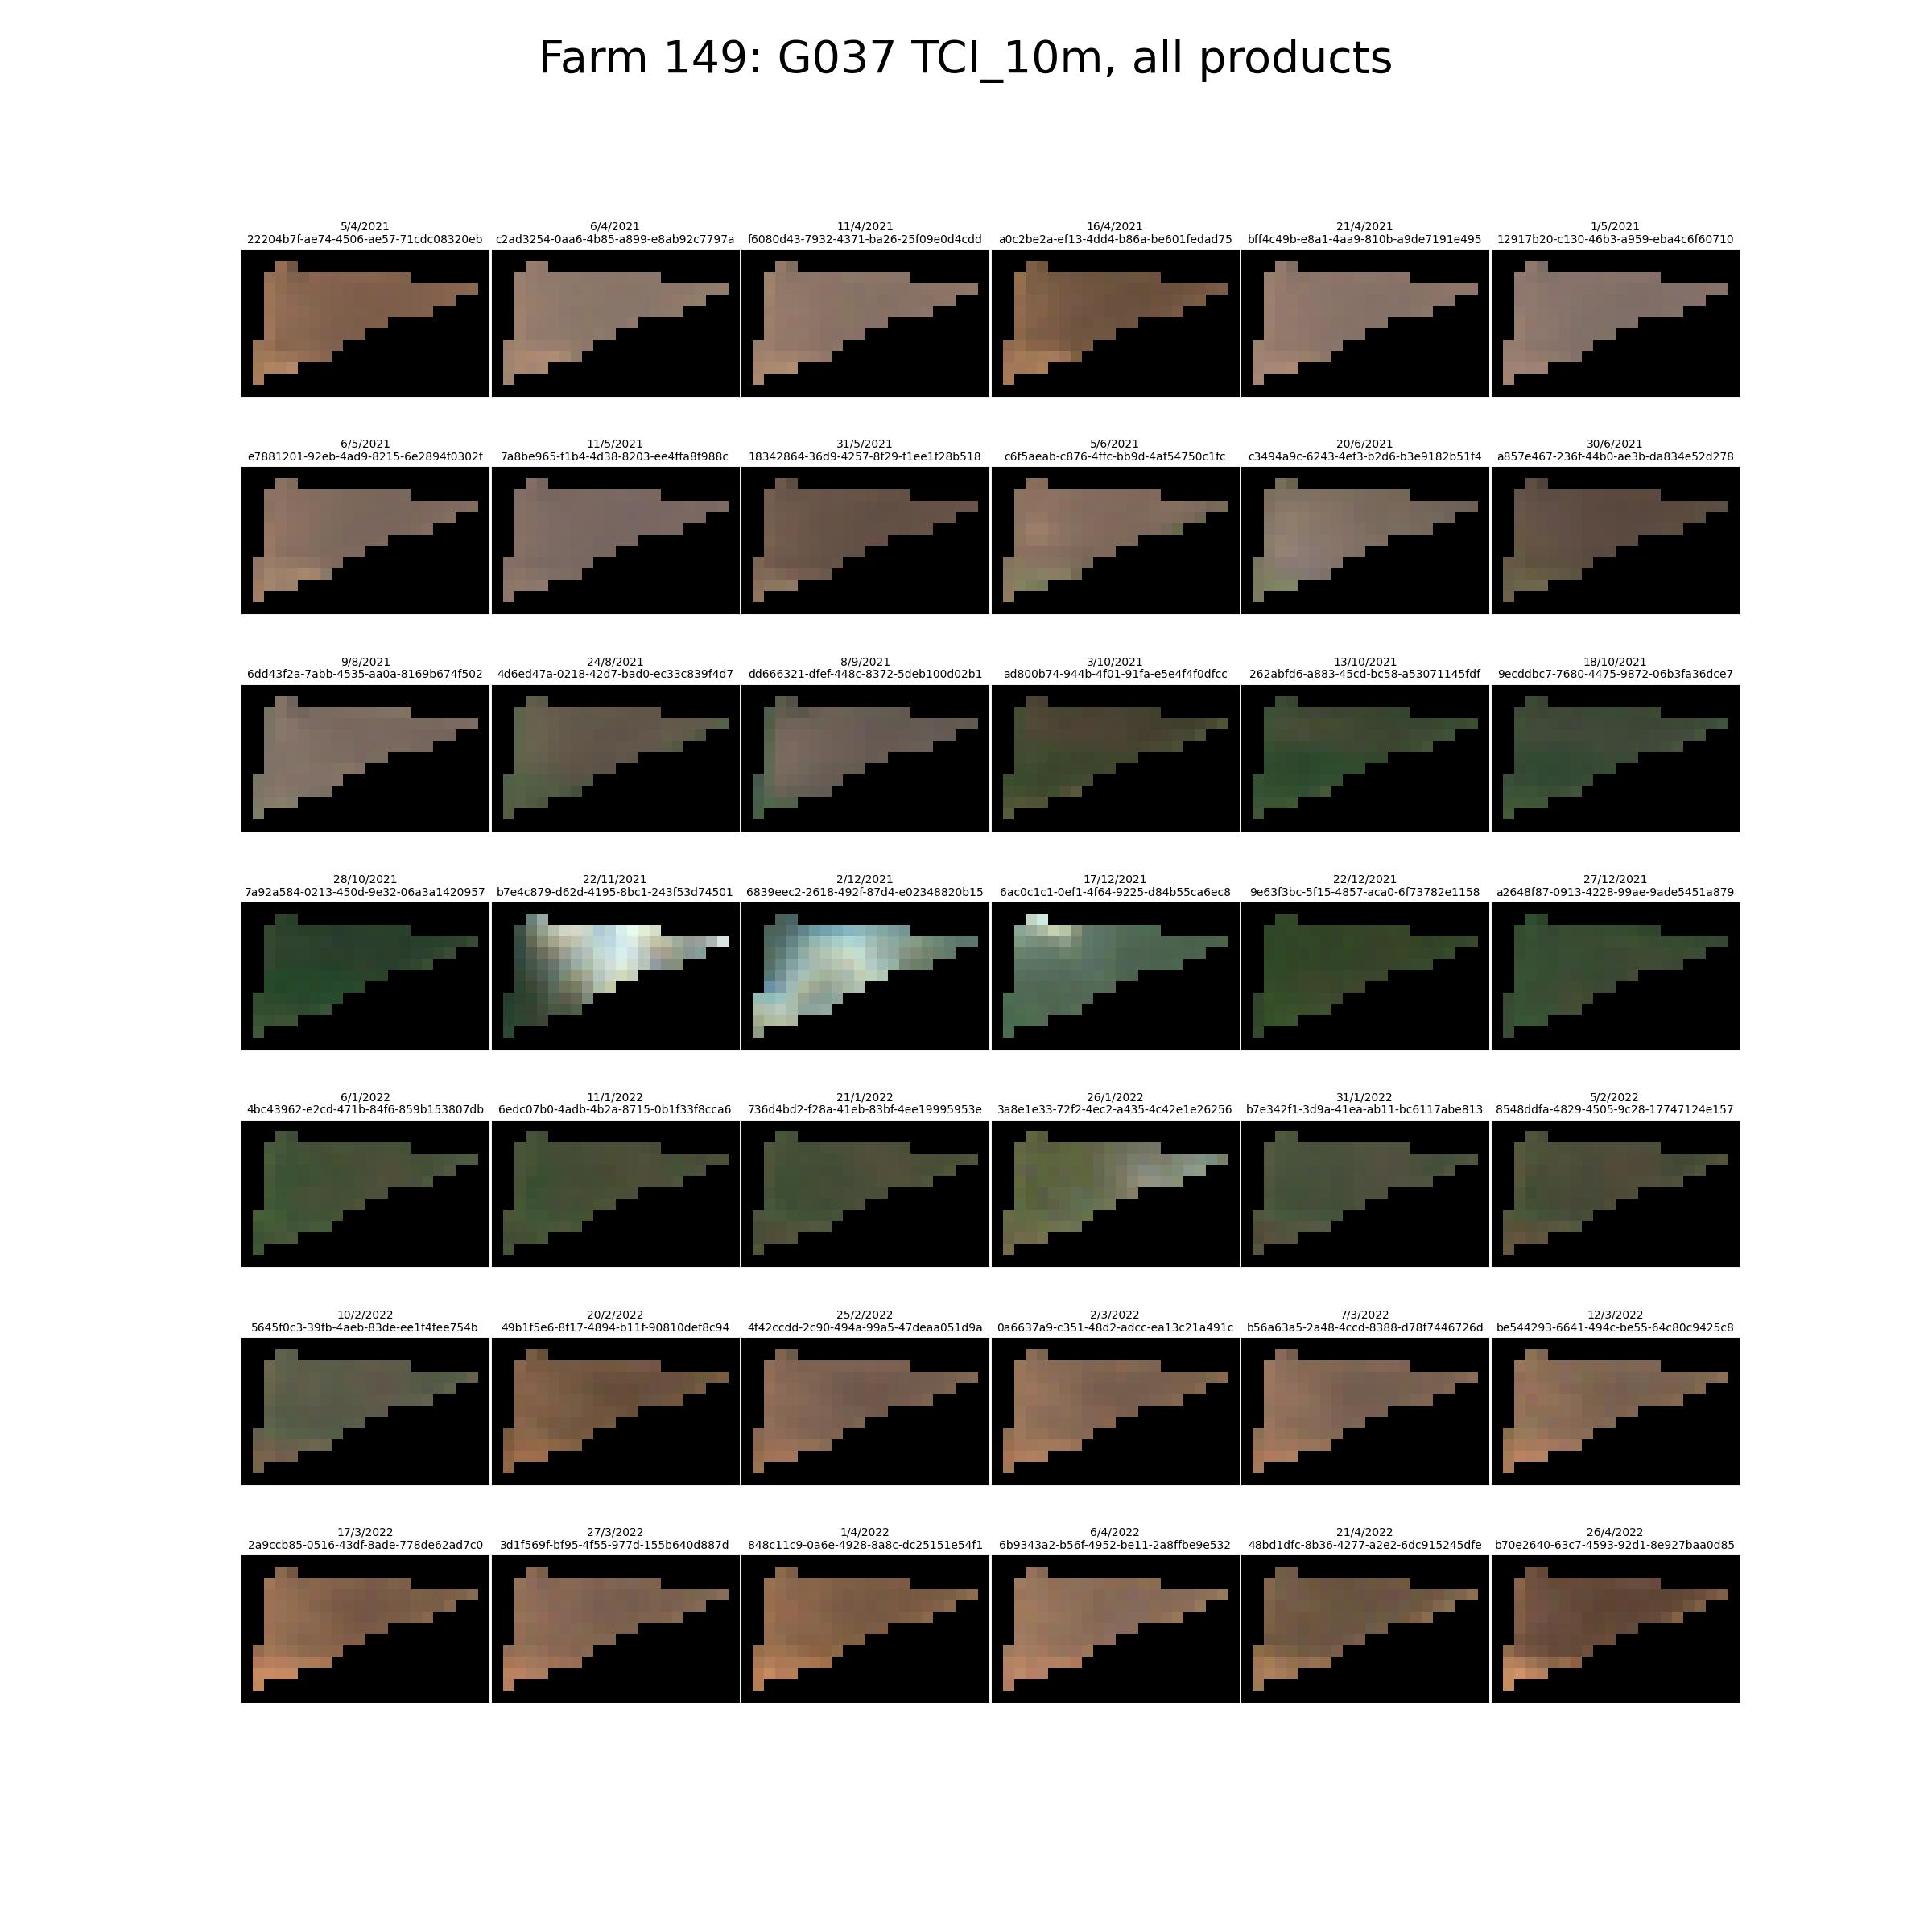 Farm 149: G037 TCI_10m, all products
5/4/2021 6/4/2021 11/4/2021 16/4/2021 21/4/2021 1/5/2021
22204b7f-ae74-4506-ae57-71cdc08320eb c2ad3254-0aa6-4b85-a899-e8ab92c7797a f6080d43-7932-4371-ba26-25f09e0d4cdd a0c2be2a-ef13-4dd4-b86a-be601fedad75 bff4c49b-e8a1-4aa9-810b-a9de7191e495 12917b20-c130-46b3-a959-eba4c6f60710
6/5/2021 11/5/2021 31/5/2021 5/6/2021 20/6/2021 30/6/2021
e7881201-92eb-4ad9-8215-6e2894f0302f 7a8be965-f1b4-4d38-8203-ee4ffa8f988c 18342864-36d9-4257-8f29-f1ee1f28b518 c6f5aeab-c876-4ffc-bb9d-4af54750c1fc c3494a9c-6243-4ef3-b2d6-b3e9182b51f4 a857e467-236f-44b0-ae3b-da834e52d278
9/8/2021 24/8/2021 8/9/2021 3/10/2021 13/10/2021 18/10/2021
6dd43f2a-7abb-4535-aa0a-8169b674f502 4d6ed47a-0218-42d7-bad0-ec33c839f4d7 dd666321-dfef-448c-8372-5deb100d02b1 ad800b74-944b-4f01-91fa-e5e4f4f0dfcc 262abfd6-a883-45cd-bc58-a53071145fdf 9ecddbc7-7680-4475-9872-06b3fa36dce7
28/10/2021 22/11/2021 2/12/2021 17/12/2021 22/12/2021 27/12/2021
7a92a584-0213-450d-9e32-06a3a1420957 b7e4c879-d62d-4195-8bc1-243f53d74501 6839eec2-2618-492f-87d4-e02348820b15 6ac0c1c1-0ef1-4f64-9225-d84b55ca6ec8 9e63f3bc-5f15-4857-aca0-6f73782e1158 a2648f87-0913-4228-99ae-9ade5451a879
6/1/2022 11/1/2022 21/1/2022 26/1/2022 31/1/2022 5/2/2022
4bc43962-e2cd-471b-84f6-859b153807db 6edc07b0-4adb-4b2a-8715-0b1f33f8cca6 736d4bd2-f28a-41eb-83bf-4ee19995953e 3a8e1e33-72f2-4ec2-a435-4c42e1e26256 b7e342f1-3d9a-41ea-ab11-bc6117abe813 8548ddfa-4829-4505-9c28-17747124e157
10/2/2022 20/2/2022 25/2/2022 2/3/2022 7/3/2022 12/3/2022
5645f0c3-39fb-4aeb-83de-ee1f4fee754b 49b1f5e6-8f17-4894-b11f-90810def8c94 4f42ccdd-2c90-494a-99a5-47deaa051d9a 0a6637a9-c351-48d2-adcc-ea13c21a491c b56a63a5-2a48-4ccd-8388-d78f7446726d be544293-6641-494c-be55-64c80c9425c8
17/3/2022 27/3/2022 1/4/2022 6/4/2022 21/4/2022 26/4/2022
2a9ccb85-0516-43df-8ade-778de62ad7c0 3d1f569f-bf95-4f55-977d-155b640d887d 848c11c9-0a6e-4928-8a8c-dc25151e54f1 6b9343a2-b56f-4952-be11-2a8ffbe9e532 48bd1dfc-8b36-4277-a2e2-6dc915245dfe b70e2640-63c7-4593-92d1-8e927baa0d85